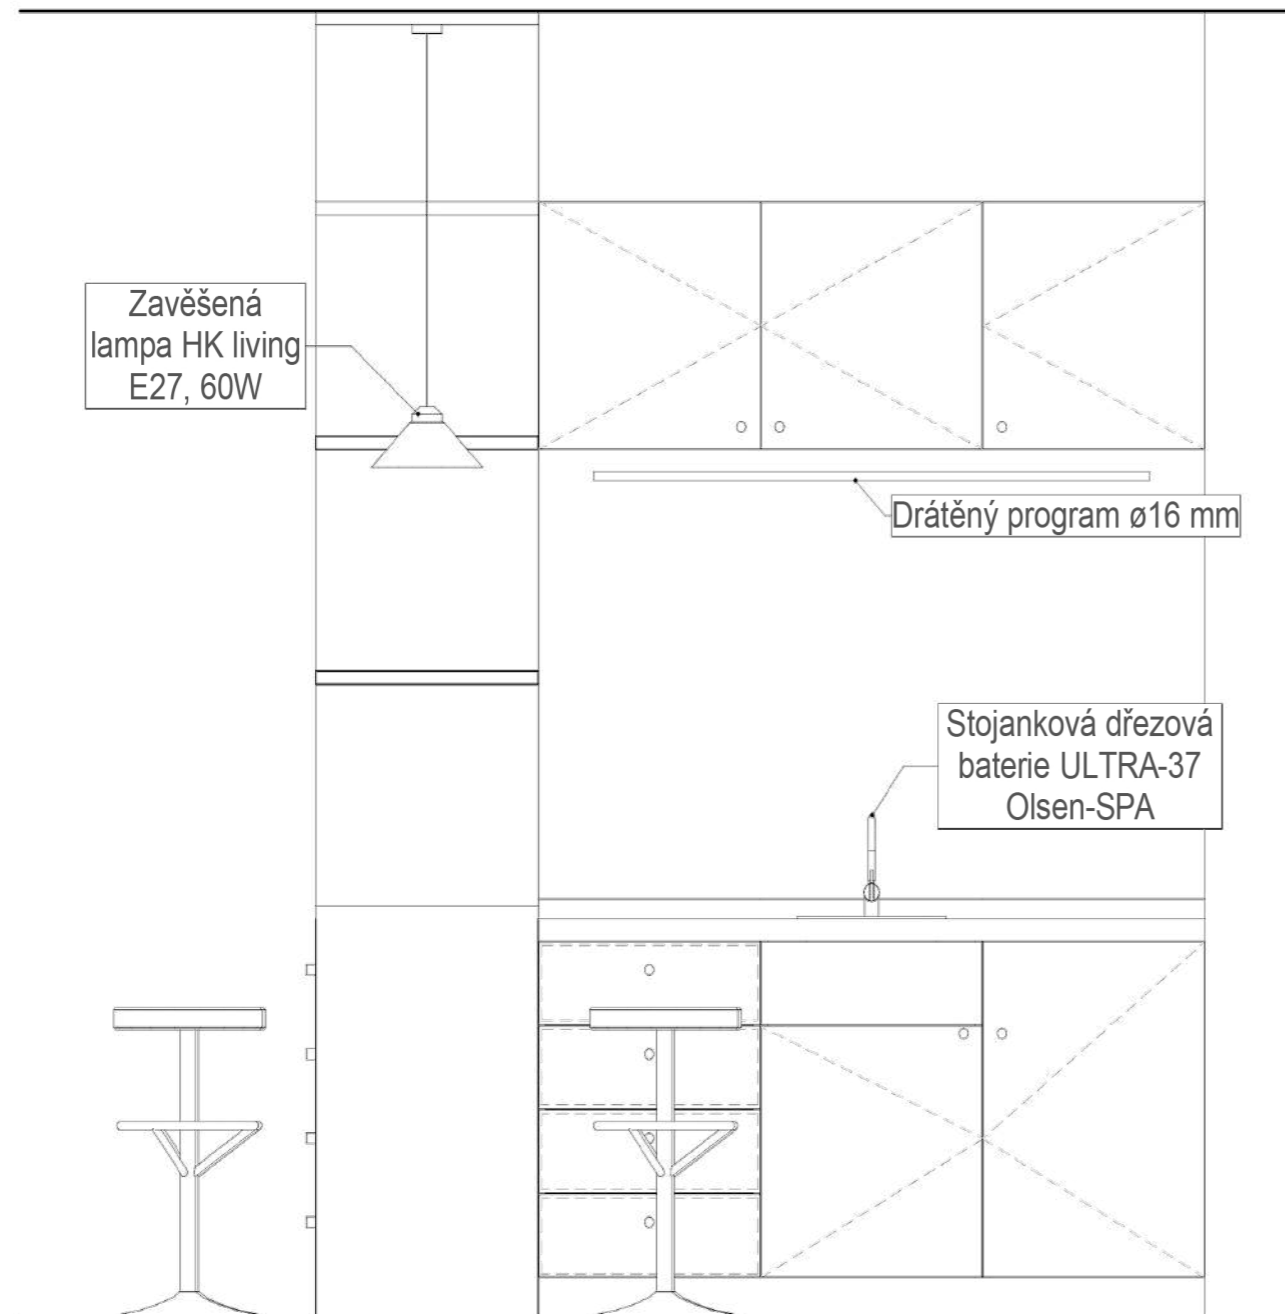 Zavěšená
lampa HK living
E27, 60W
Drátěný program ø16 mm
Stojanková dřezová
baterie ULTRA-37
Olsen-SPA